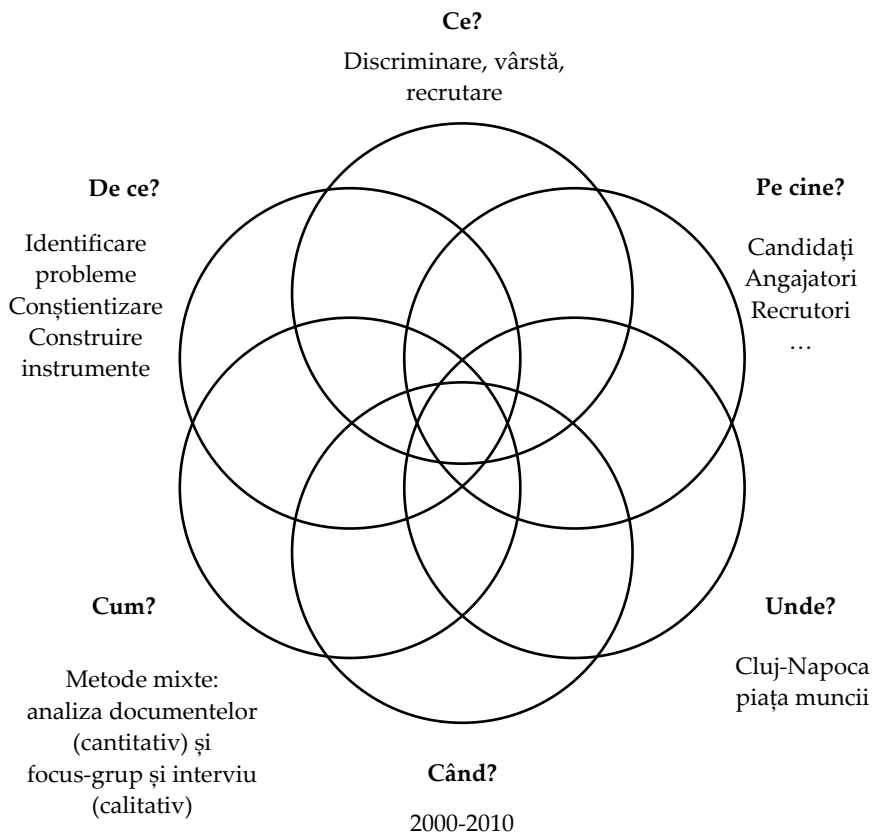 Ce?
Discriminare, vârstă,
recrutare
De ce?
Identificare
probleme
Conștientizare
Construire
instrumente
Pe cine?
Candidați
Angajatori
Recrutori
…
Cum?
Metode mixte:
analiza documentelor
(cantitativ) și
focus-grup și interviu
(calitativ)
Când?
2000-2010
Unde?
Cluj-Napoca
piața muncii